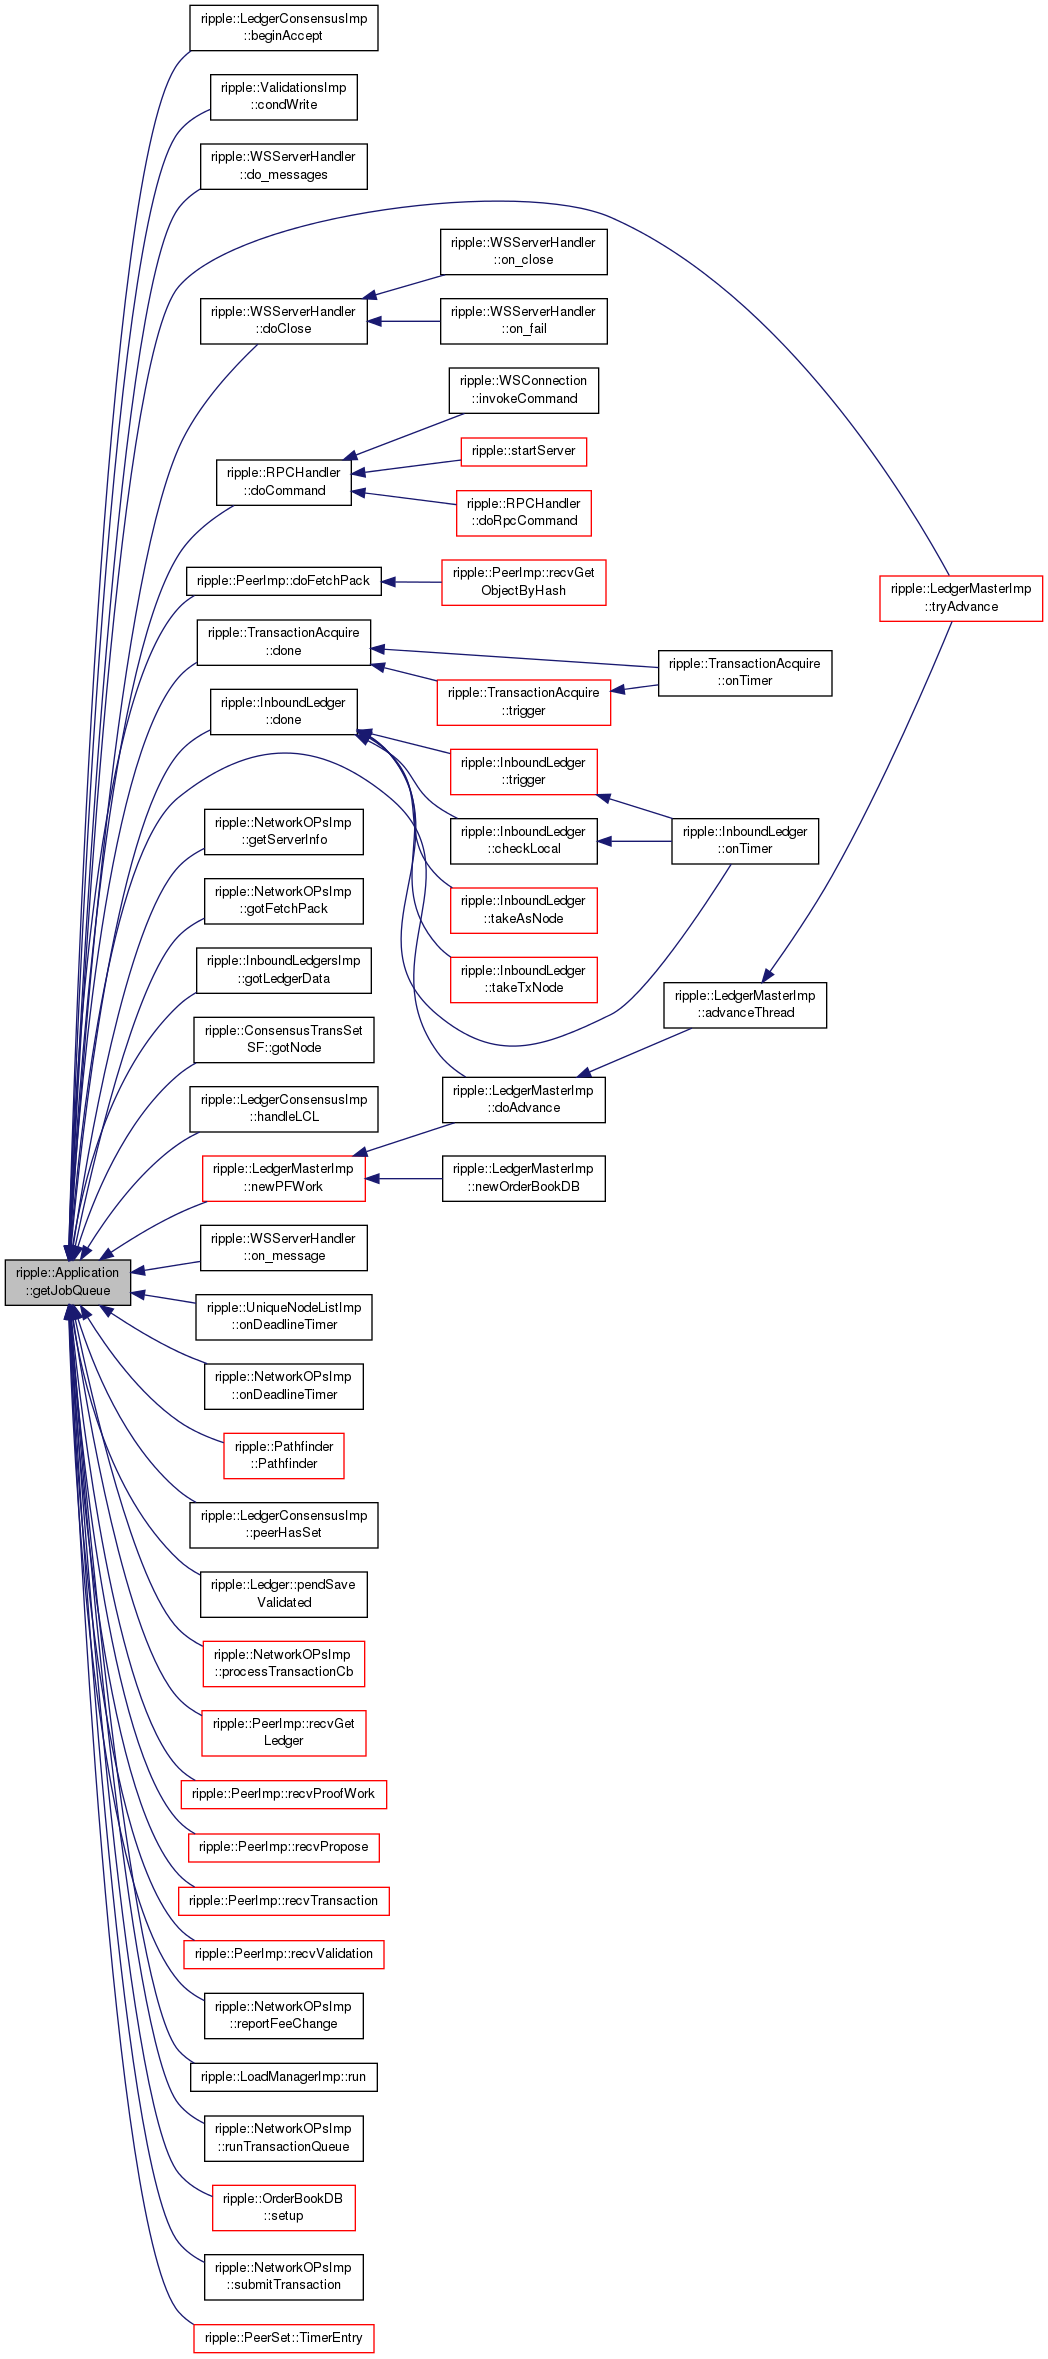 ripple::LedgerConsensusImp
::beginAccept
ripple::ValidationsImp
::condWrite
ripple::WSServerHandler
::do_messages
ripple::WSServerHandler
::on_close
ripple::WSServerHandler
::doClose
ripple::WSServerHandler
::on_fail
ripple::WSConnection
::invokeCommand
ripple::RPCHandler
::doCommand
ripple::startServer
ripple::RPCHandler
::doRpcCommand
ripple::PeerImp::doFetchPack
ripple::PeerImp::recvGet
ObjectByHash
ripple::LedgerMasterImp
::tryAdvance
ripple::TransactionAcquire
::done
ripple::TransactionAcquire
::onTimer
ripple::TransactionAcquire
::trigger
ripple::InboundLedger
::done
ripple::InboundLedger
::trigger
ripple::NetworkOPsImp
::getServerInfo
ripple::InboundLedger
::checkLocal
ripple::InboundLedger
::onTimer
ripple::NetworkOPsImp
::gotFetchPack
ripple::InboundLedger
::takeAsNode
ripple::InboundLedgersImp
::gotLedgerData
ripple::InboundLedger
::takeTxNode
ripple::LedgerMasterImp
::advanceThread
ripple::ConsensusTransSet
SF::gotNode
ripple::LedgerConsensusImp
::handleLCL
ripple::LedgerMasterImp
::doAdvance
ripple::LedgerMasterImp
::newPFWork
ripple::LedgerMasterImp
::newOrderBookDB
ripple::WSServerHandler
::on_message
ripple::Application
::getJobQueue
ripple::UniqueNodeListImp
::onDeadlineTimer
ripple::NetworkOPsImp
::onDeadlineTimer
ripple::Pathfinder
::Pathfinder
ripple::LedgerConsensusImp
::peerHasSet
ripple::Ledger::pendSave
Validated
ripple::NetworkOPsImp
::processTransactionCb
ripple::PeerImp::recvGet
Ledger
ripple::PeerImp::recvProofWork
ripple::PeerImp::recvPropose
ripple::PeerImp::recvTransaction
ripple::PeerImp::recvValidation
ripple::NetworkOPsImp
::reportFeeChange
ripple::LoadManagerImp::run
ripple::NetworkOPsImp
::runTransactionQueue
ripple::OrderBookDB
::setup
ripple::NetworkOPsImp
::submitTransaction
ripple::PeerSet::TimerEntry